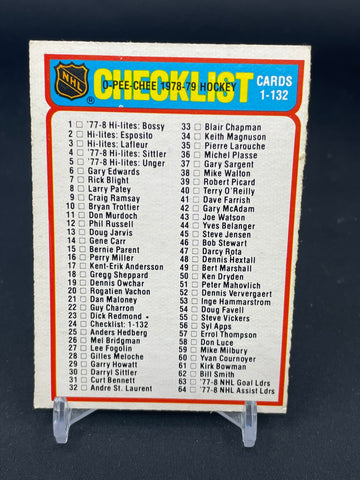 NHL
®
O-PEE-CHEE 1978-79 HOCKEY
CHECKLIST
CARDS
1-132
1 □ '77-8 Hi-lites: Bossy
2 □ Hi-lites: Esposito
3 □ Hi-lites: Lafleur
4 □ '77-8 Hi-lites: Sittler
5 □ '77-8 Hi-lites: Unger
6 □ Gary Edwards
7 □ Rick Blight
8 □ Larry Patey
9 □ Craig Ramsay
10 □ Bryan Trottier
11 □ Don Murdoch
12 □ Phil Russell
13 □ Doug Jarvis
14 □ Gene Carr
15 □ Bernie Parent
16 □ Perry Miller
17 □ Kent-Erik Andersson
18 □ Gregg Sheppard
19 □ Dennis Owchar
20 □ Rogatien Vachon
21 □ Dan Maloney
22 □ Guy Charron
23 □ Dick Redmond
24 □ Checklist: 1-132
25 □ Anders Hedberg
26 □ Mel Bridgman
27 □ Lee Fogolin
28 □ Gilles Meloche
29 □ Garry Howatt
30 □ Darryl Sittler
31 □ Curt Bennett
32 □ Andre St. Laurent
33 □ Blair Chapman
34 □ Keith Magnuson
35 □ Pierre Larouche
36 □ Michel Plasse
37 □ Gary Sargent
38 □ Mike Walton
39 □ Robert Picard
40 □ Terry O'Reilly
41 □ Dave Farrish
42 □ Gary McAdam
43 □ Joe Watson
44 □ Yves Belanger
45 □ Steve Jensen
46 □ Bob Stewart
47 □ Darcy Rota
48 □ Dennis Hextall
49 □ Bert Marshall
50 □ Ken Dryden
51 □ Peter Mahovlich
52 □ Dennis Ververgaert
53 □ Inge Hammarstrom
54 □ Doug Favell
55 □ Steve Vickers
56 □ Syl Apps
57 □ Errol Thompson
58 □ Don Luce
59 □ Mike Milbury
60 □ Yvan Cournoyer
61 □ Kirk Bowman
62 □ Bill Smith
63 □ '77-8 NHL Goal Ldrs
64 □ '77-8 NHL Assist Ldrs